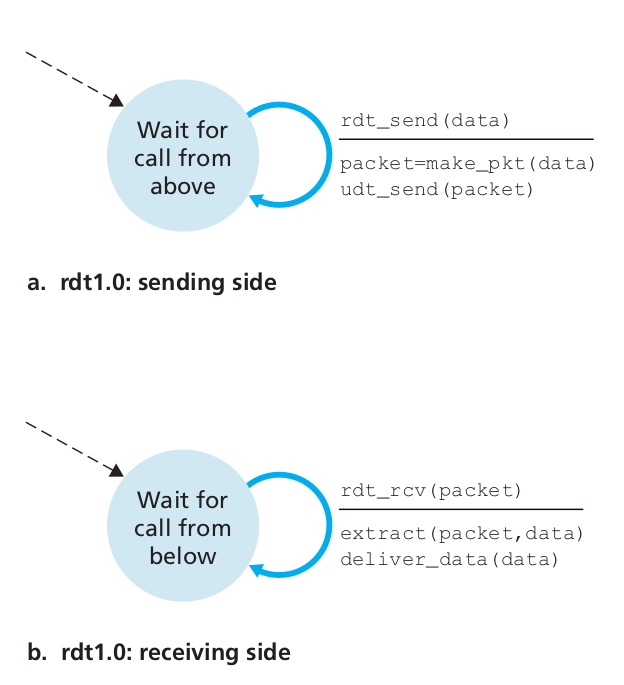 Wait for
call from
above
rdt_send(data)
packet=make_pkt(data)
udt_send(packet)
a. rdt1.0: sending side
Wait for
call from
below
rdt_rcv(packet)
extract(packet,data)
deliver_data(data)
b. rdt1.0: receiving side